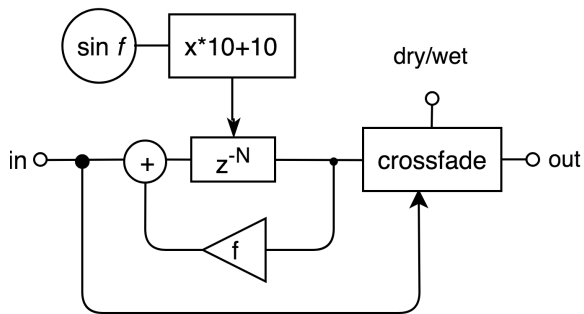 sin f
x*10+10
dry/wet
in
+
z-N
crossfade
out
f